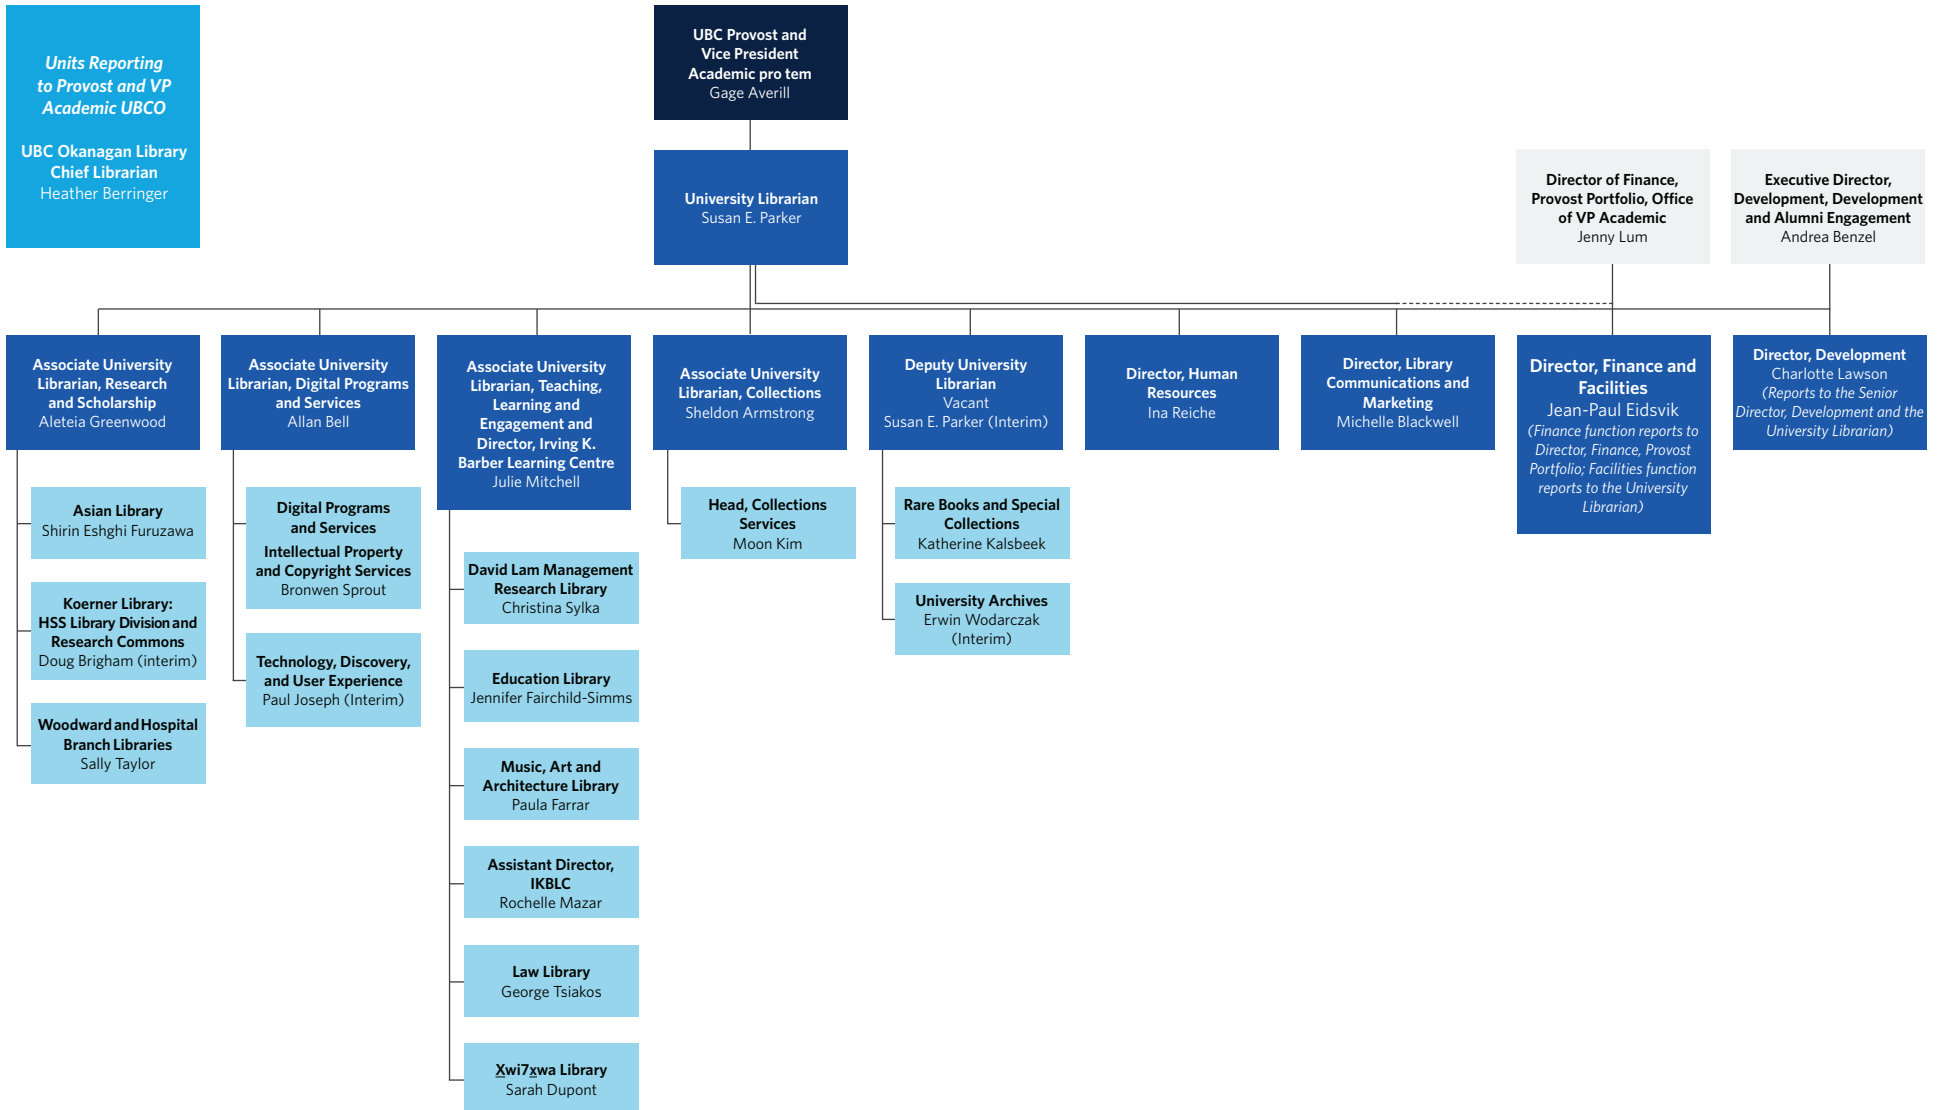 Units Reporting
to Provost and VP
Academic UBCO
UBC Okanagan Library
Chief Librarian
Heather Berringer
UBC Provost and
Vice President
Academic pro tem
Gage Averill
University Librarian
Susan E. Parker
Director of Finance,
Provost Portfolio, Office
of VP Academic
Jenny Lum
Executive Director,
Development, Development
and Alumni Engagement
Andrea Benzel
Associate University
Librarian, Research
and Scholarship
Aleteia Greenwood
Associate University
Librarian, Digital Programs
and Services
Allan Bell
Associate University
Librarian, Teaching,
Learning and
Engagement and
Director, Irving K.
Barber Learning Centre
Julie Mitchell
Associate University
Librarian, Collections
Sheldon Armstrong
Deputy University
Librarian
Vacant
Susan E. Parker (Interim)
Director, Human
Resources
Ina Reiche
Director, Library
Communications and
Marketing
Michelle Blackwell
Director, Finance and
Facilities
Jean-Paul Eidsvik
(Finance function reports to
Director, Finance, Provost
Portfolio; Facilities function
reports to the University
Librarian)
Director, Development
Charlotte Lawson
(Reports to the Senior
Director, Development and the
University Librarian)
Asian Library
Shirin Eshghi Furuzawa
Koerner Library:
HSS Library Division and
Research Commons
Doug Brigham (interim)
Woodward and Hospital
Branch Libraries
Sally Taylor
Digital Programs
and Services
Intellectual Property
and Copyright Services
Bronwen Sprout
Technology, Discovery,
and User Experience
Paul Joseph (Interim)
David Lam Management
Research Library
Christina Sylka
Education Library
Jennifer Fairchild-Simms
Music, Art and
Architecture Library
Paula Farrar
Assistant Director,
IKBLC
Rochelle Mazar
Law Library
George Tsiakos
X̱wi7x̱wa Library
Sarah Dupont
Head, Collections
Services
Moon Kim
Rare Books and Special
Collections
Katherine Kalsbeek
University Archives
Erwin Wodarczak
(Interim)